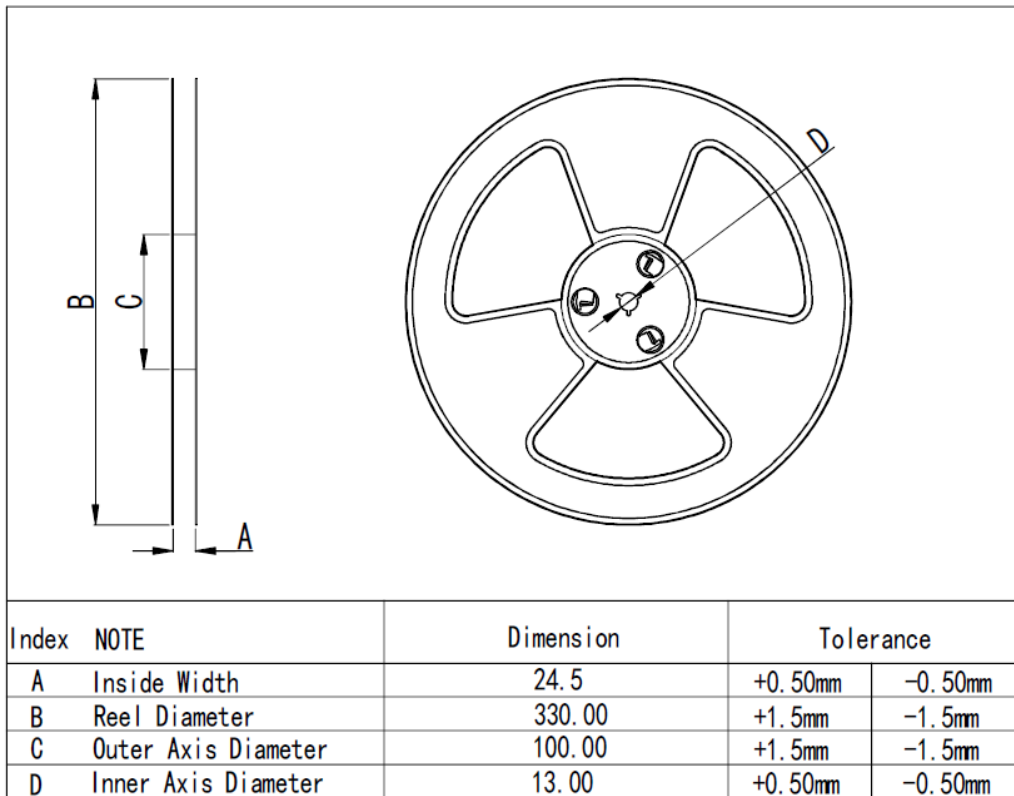 D
B
C
A
Index NOTE Dimension Tolerance
A Inside Width 24.5 +0.50mm -0.50mm
B Reel Diameter 330.00 +1.5mm -1.5mm
C Outer Axis Diameter 100.00 +1.5mm -1.5mm
D Inner Axis Diameter 13.00 +0.50mm -0.50mm